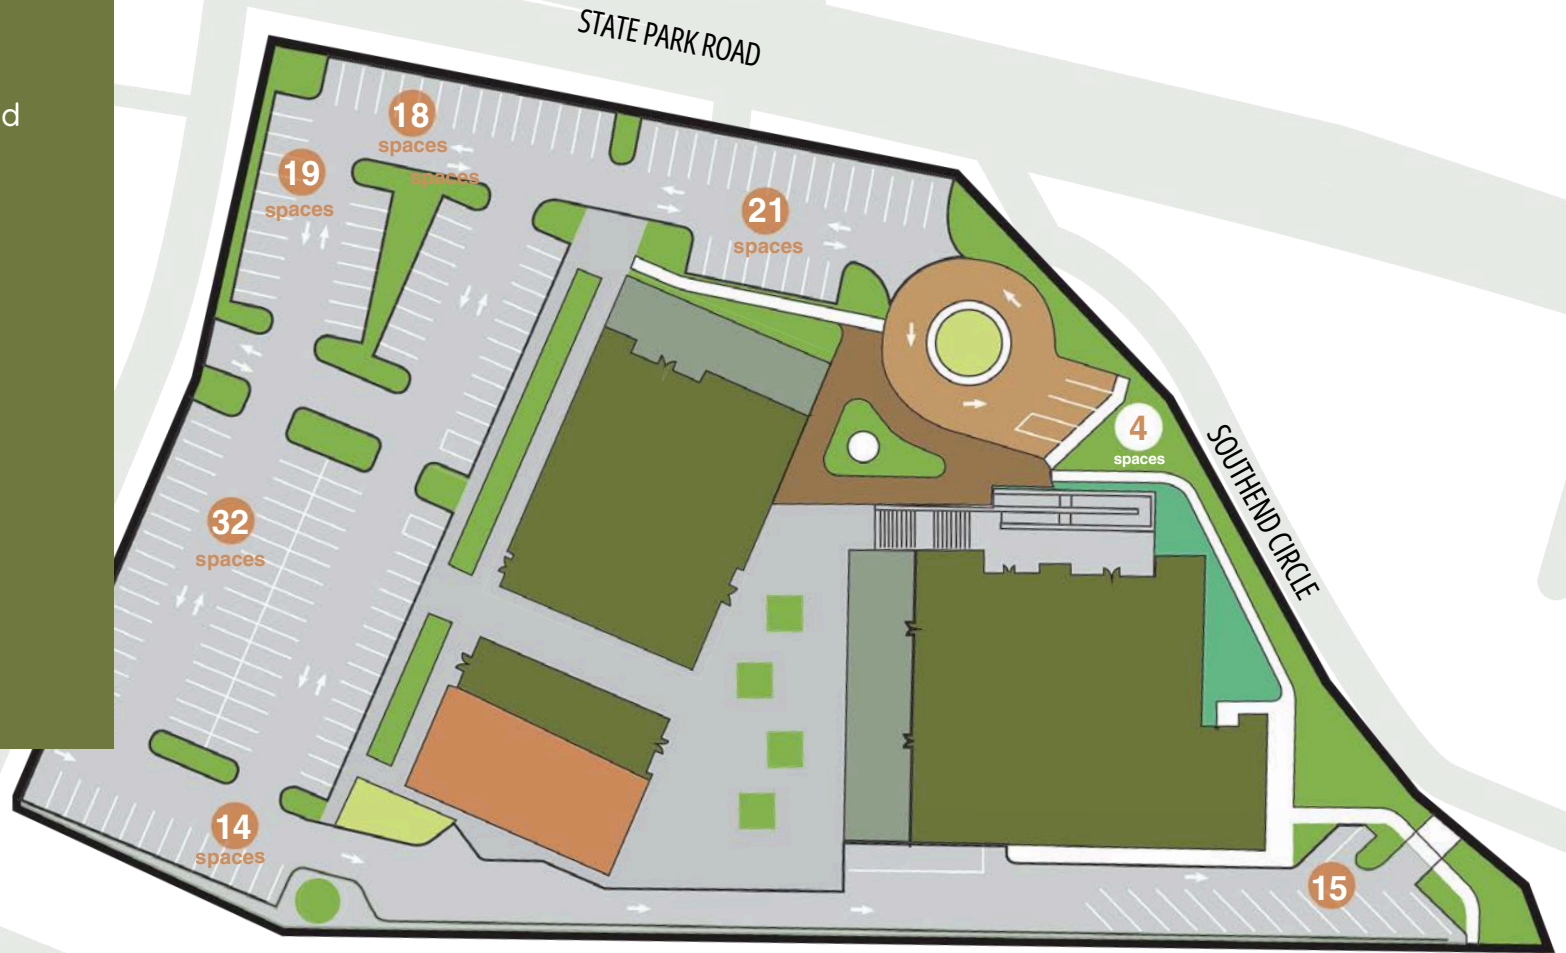 STATE PARK ROAD
d
18
spaces
spaces
19
spaces
21
spaces
4
spaces
SOUTHEND CIRCLE
32
spaces
14
spaces
15